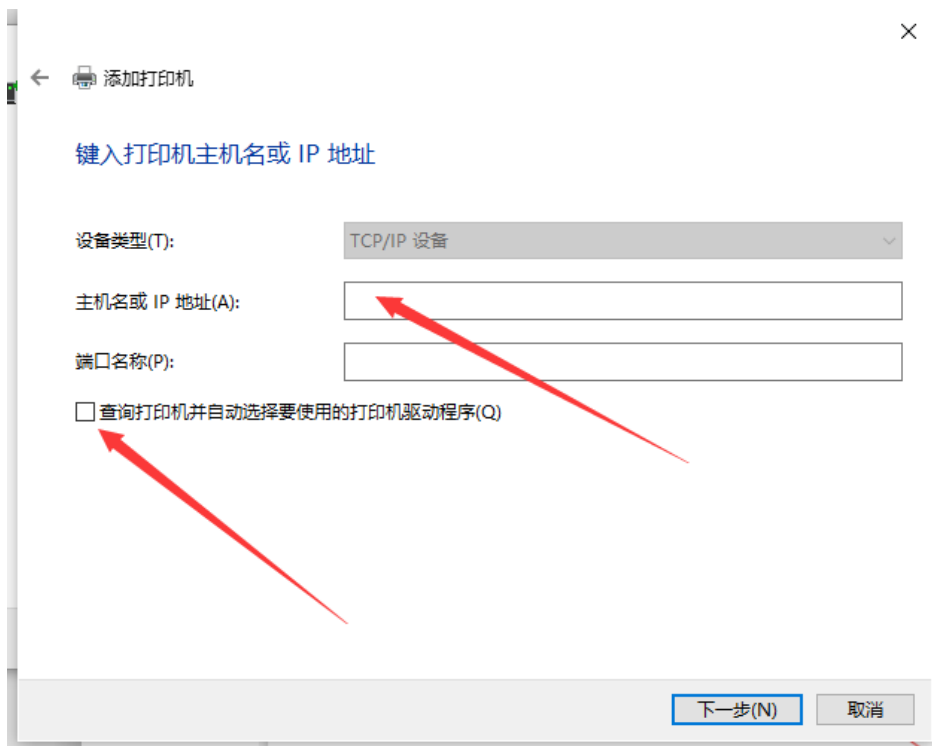 添加打印机
键入打印机主机名或 IP 地址
设备类型(T):
TCP/IP 设备
主机名或 IP 地址(A):
端口名称(P):
查询打印机并自动选择要使用的打印机驱动程序(Q)
下一步(N)
取消